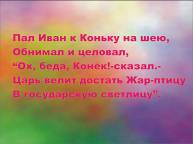 Пал Иван к Коньку на шею,
Обнимал и целовал,
"Ох, беда, Конек!-сказал.-
Царь велит достать Жар-птицу
В государскую светлицу".